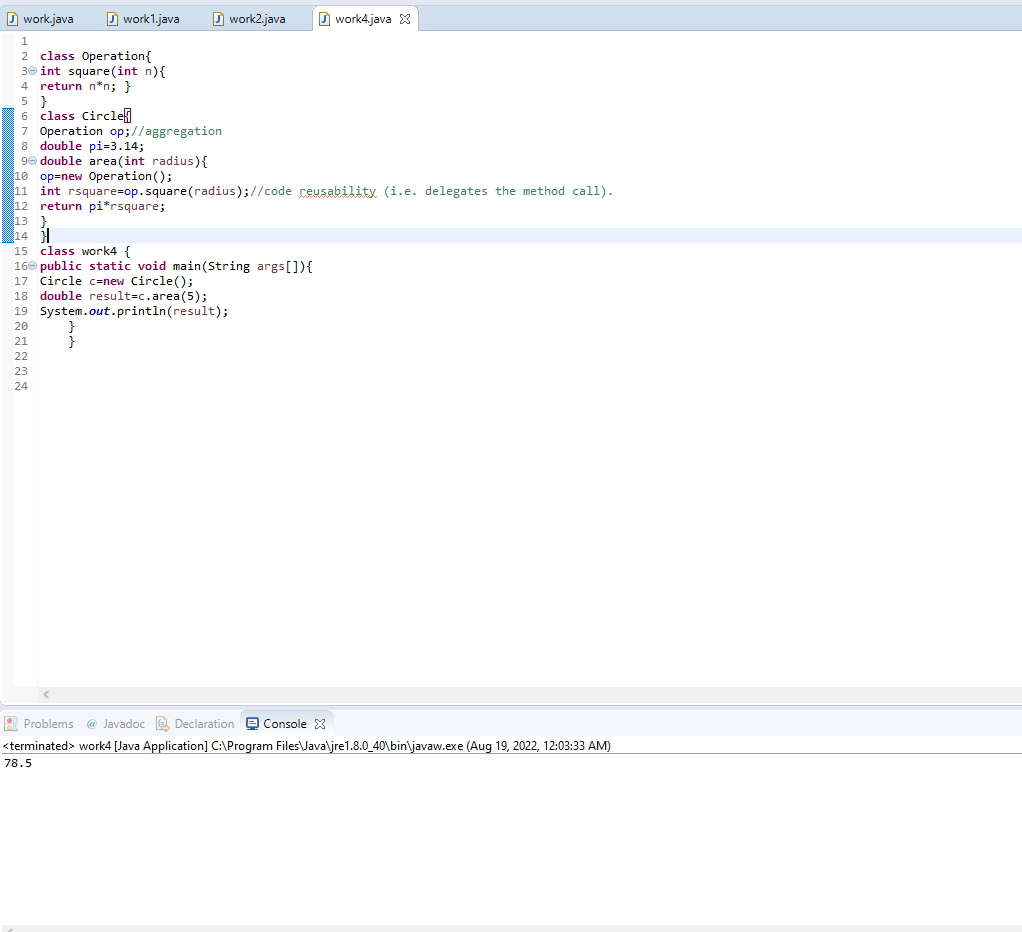 work.java work1.java work2.java work4.java
1
2 class Operation{
3 int square(int n){
4 return n*n; }
5 }
6 class Circle{
7 Operation op;//aggregation
8 double pi=3.14;
9 double area(int radius){
10 op=new Operation();
11 int rsquare=op.square(radius);//code reusability (i.e. delegates the method call).
12 return pi*rsquare;
13 }
14 }
15 class work4 {
16 public static void main(String args[]){
17 Circle c=new Circle();
18 double result=c.area(5);
19 System.out.println(result);
20 }
21 }
22
23
24
Problems @ Javadoc Declaration Console
<terminated> work4 [Java Application] C:\Program Files\Java\jre1.8.0_40\bin\javaw.exe (Aug 19, 2022, 12:03:33 AM)
78.5